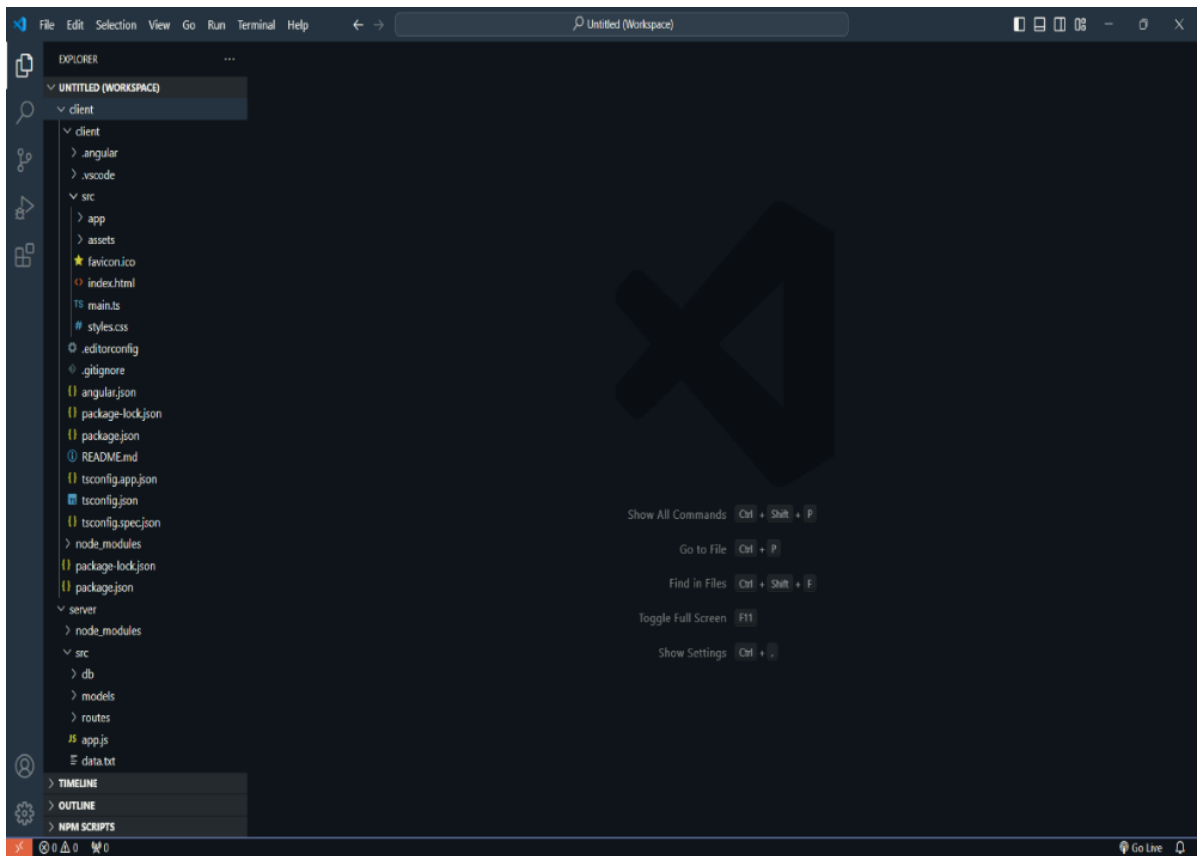 File Edit Selection View Go Run Terminal Help Untitled (Workspace)
EXPLORER
UNTITLED (WORKSPACE)
client
client
.angular
.vscode
src
app
assets
favicon.ico
index.html
TS main.ts
# styles.css
.editorconfig
.gitignore
{} angular.json
{} package-lock.json
{} package.json
README.md
{} tsconfig.app.json
tsconfig.json
{} tsconfig.spec.json
node_modules
{} package-lock.json
{} package.json
server
node_modules
src
db
models
routes
JS app.js
data.txt
TIMELINE
OUTLINE
NPM SCRIPTS
Show All Commands Ctrl + Shift + P
Go to File Ctrl + P
Find in Files Ctrl + Shift + F
Toggle Full Screen F11
Show Settings Ctrl + ,
0 0 0 Go Live